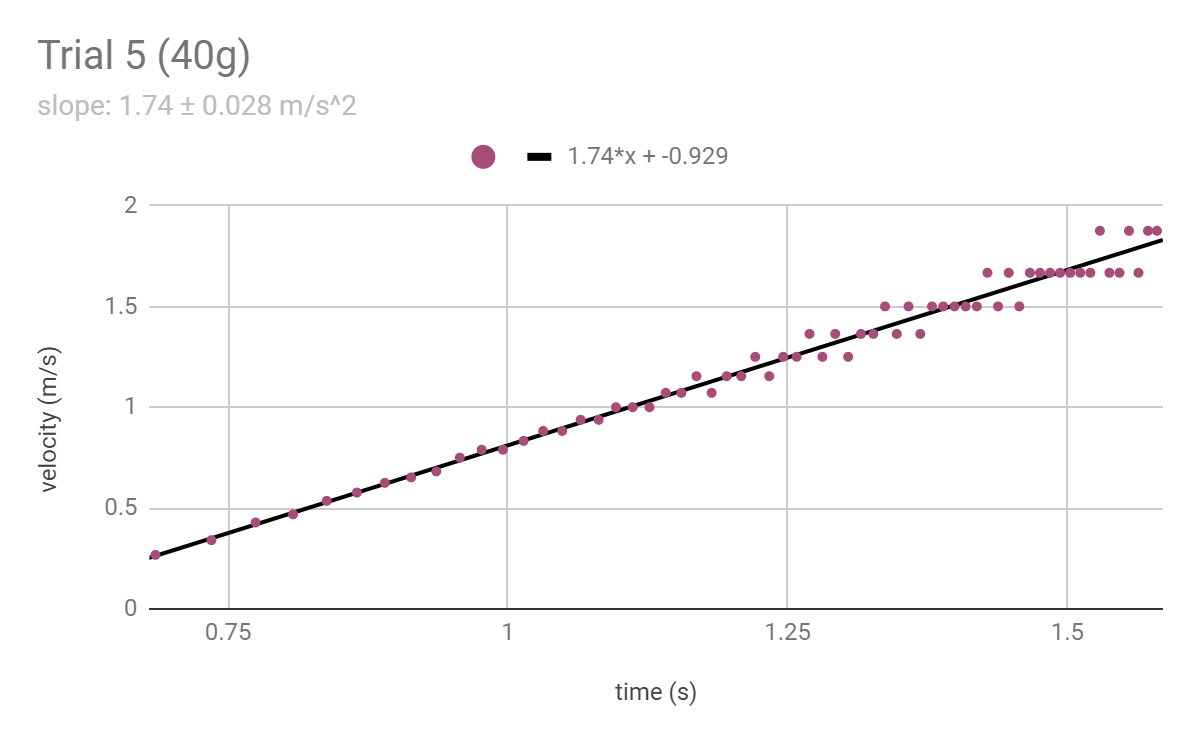 Trial 5 (40g)
slope: 1.74 ± 0.028 m/s^2
1.74*x + -0.929
2
1.5
1
0.5
0
velocity (m/s)
0.75
1
1.25
1.5
time (s)